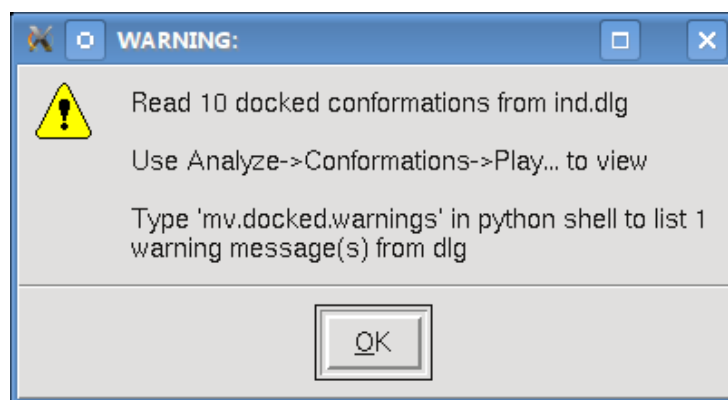 WARNING:
Read 10 docked conformations from ind.dlg
Use Analyze->Conformations->Play... to view
Type 'mv.docked.warnings' in python shell to list 1
warning message(s) from dlg
OK